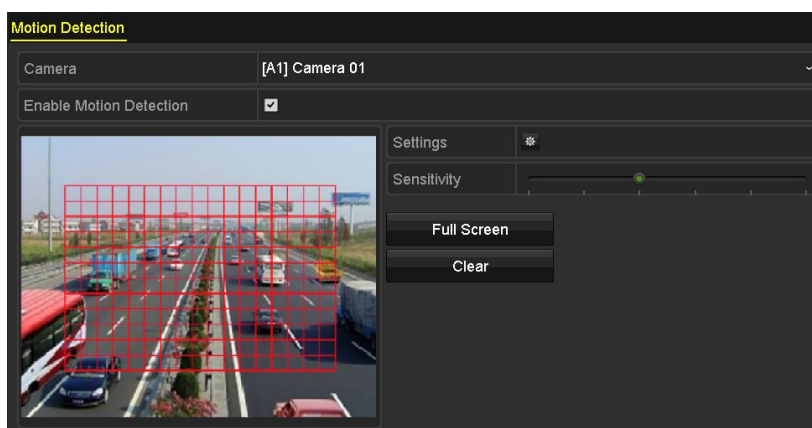 Motion Detection
Camera
[A1] Camera 01
Enable Motion Detection
Settings
Sensitivity
Full Screen
Clear